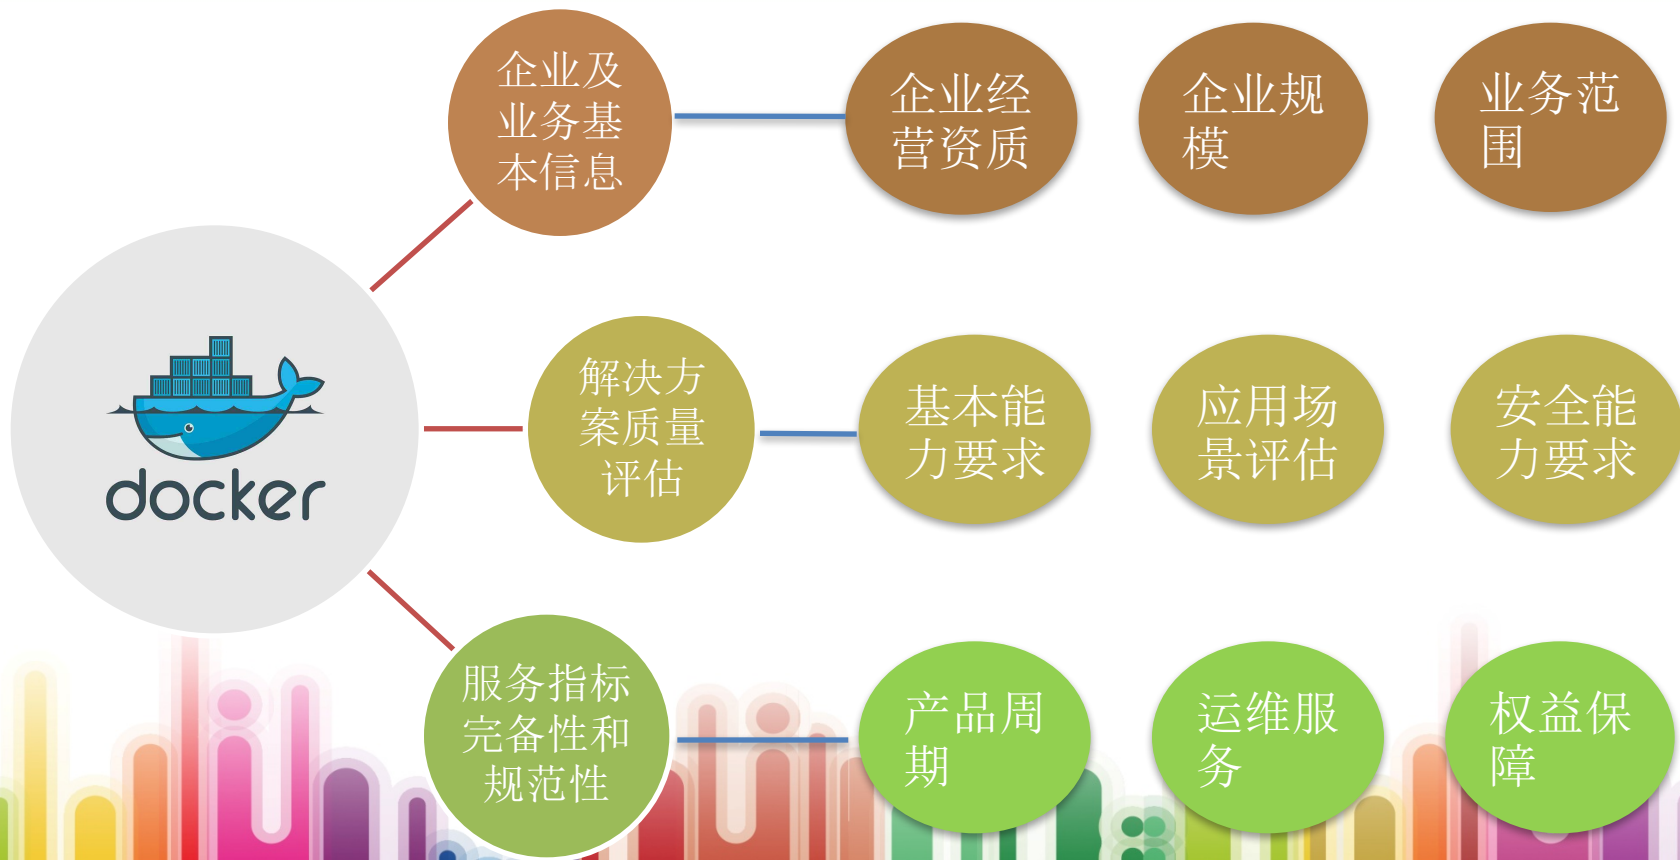 企业及
业务基
本信息
企业经
营资质
企业规
模
业务范
围
docker
解决方
案质量
评估
基本能
力要求
应用场
景评估
安全能
力要求
服务指标
完备性和
规范性
产品周
期
运维服
务
权益保
障